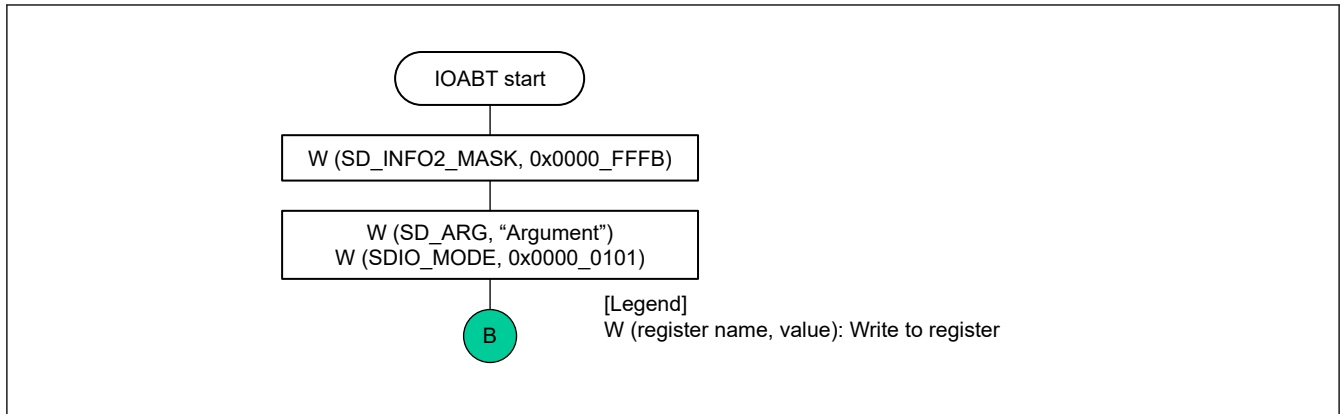 IOABT start
W (SD_INFO2_MASK, 0x0000_FFFB)
W (SD_ARG, “Argument”)
W (SDIO_MODE, 0x0000_0101)
[Legend]
W (register name, value): Write to register
B